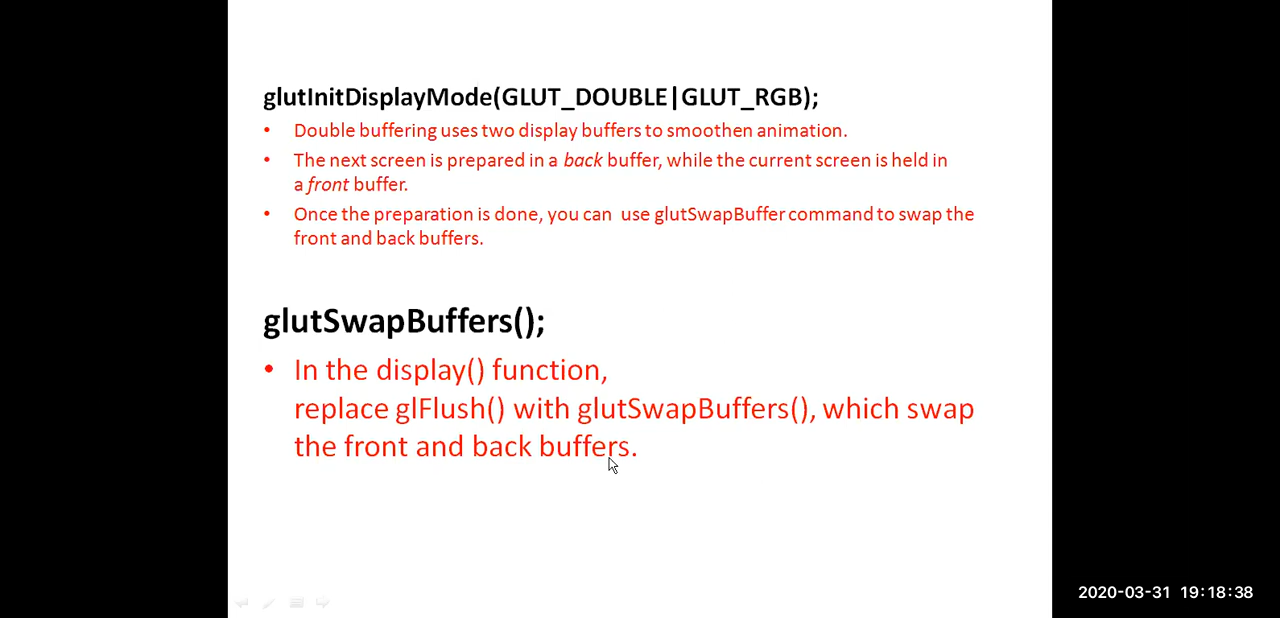 glutInitDisplayMode(GLUT_DOUBLE|GLUT_RGB);
• Double buffering uses two display buffers to smoothen animation.
• The next screen is prepared in a back buffer, while the current screen is held in
a front buffer.
• Once the preparation is done, you can use glutSwapBuffer command to swap the
front and back buffers.
glutSwapBuffers();
• In the display() function,
replace glFlush() with glutSwapBuffers(), which swap
the front and back buffers.
2020-03-31 19:18:38